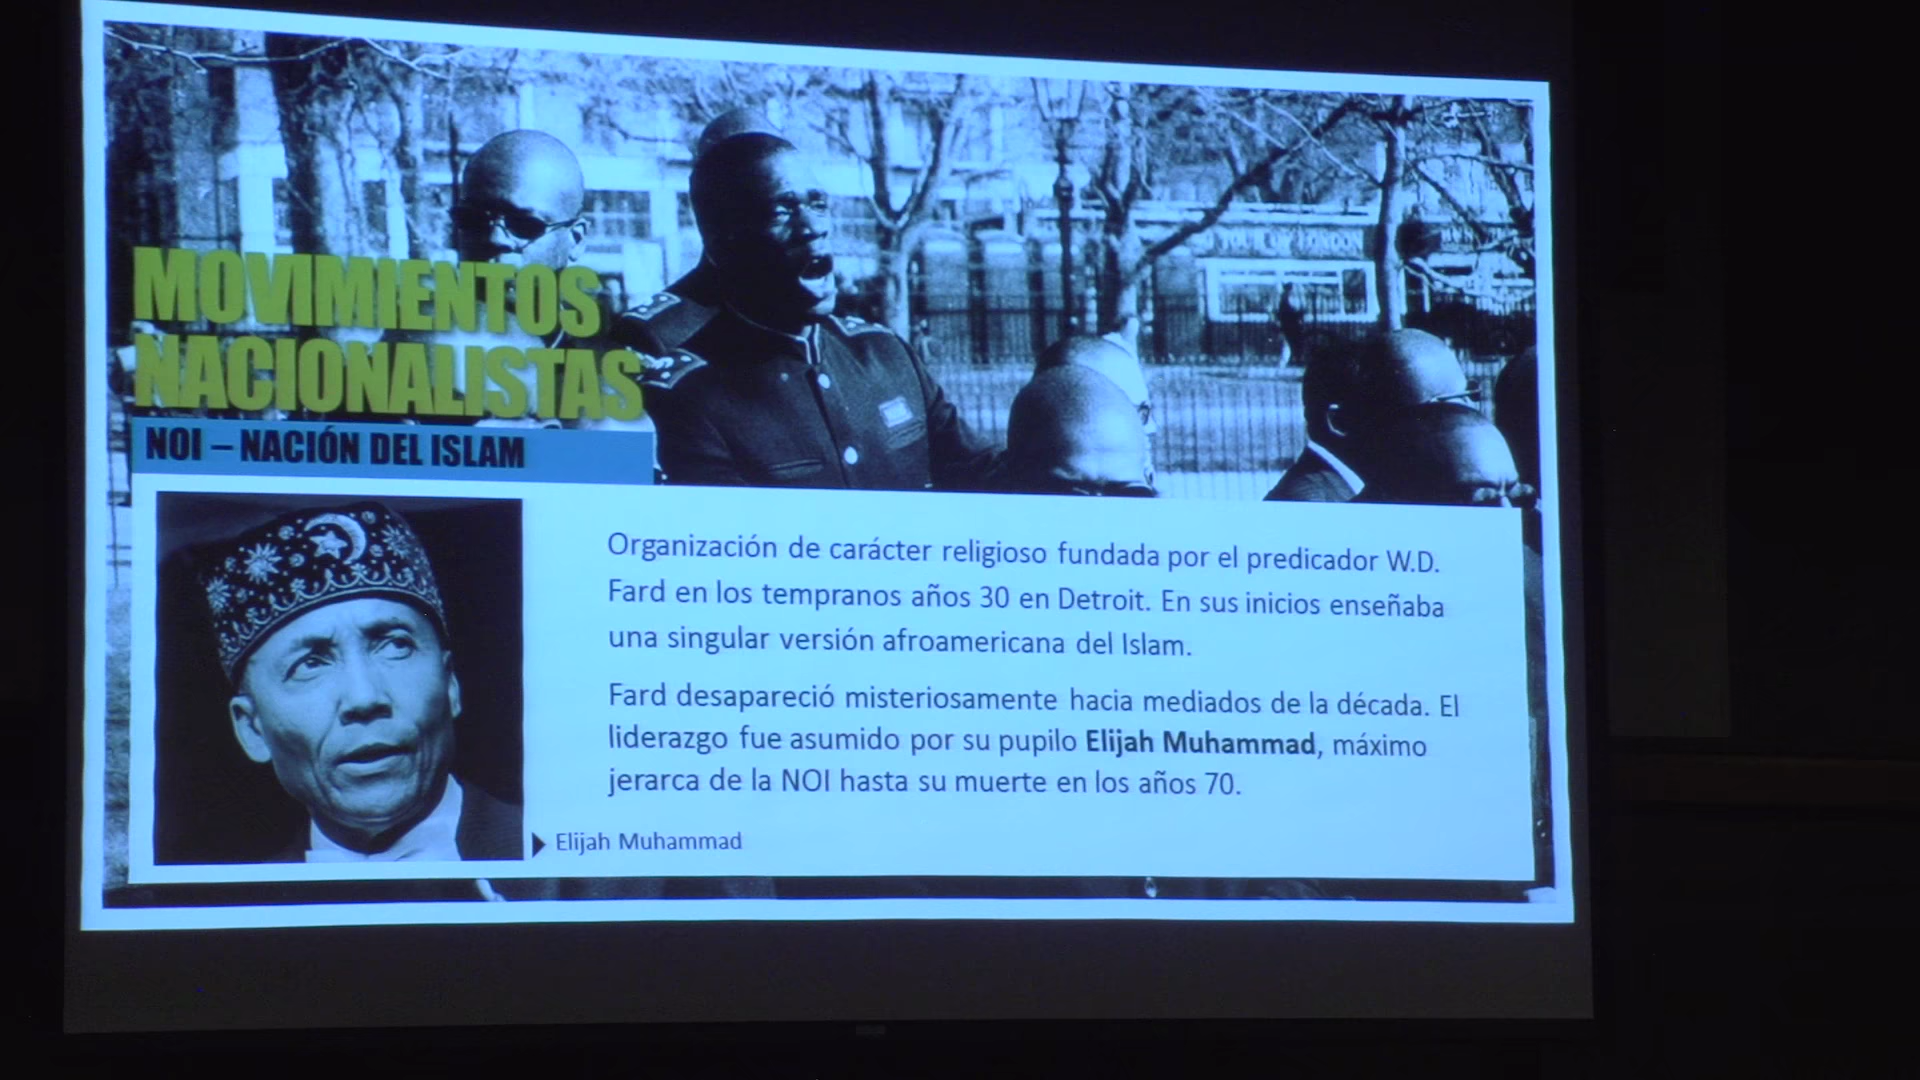 MOVIMIENTOS
NACIONALISTAS
NOI – NACIÓN DEL ISLAM
Organización de carácter religioso fundada por el predicador W.D.
Fard en los tempranos años 30 en Detroit. En sus inicios enseñaba
una singular versión afroamericana del Islam.
Fard desapareció misteriosamente hacia mediados de la década. El
liderazgo fue asumido por su pupilo Elijah Muhammad, máximo
jerarca de la NOI hasta su muerte en los años 70.
Elijah Muhammad